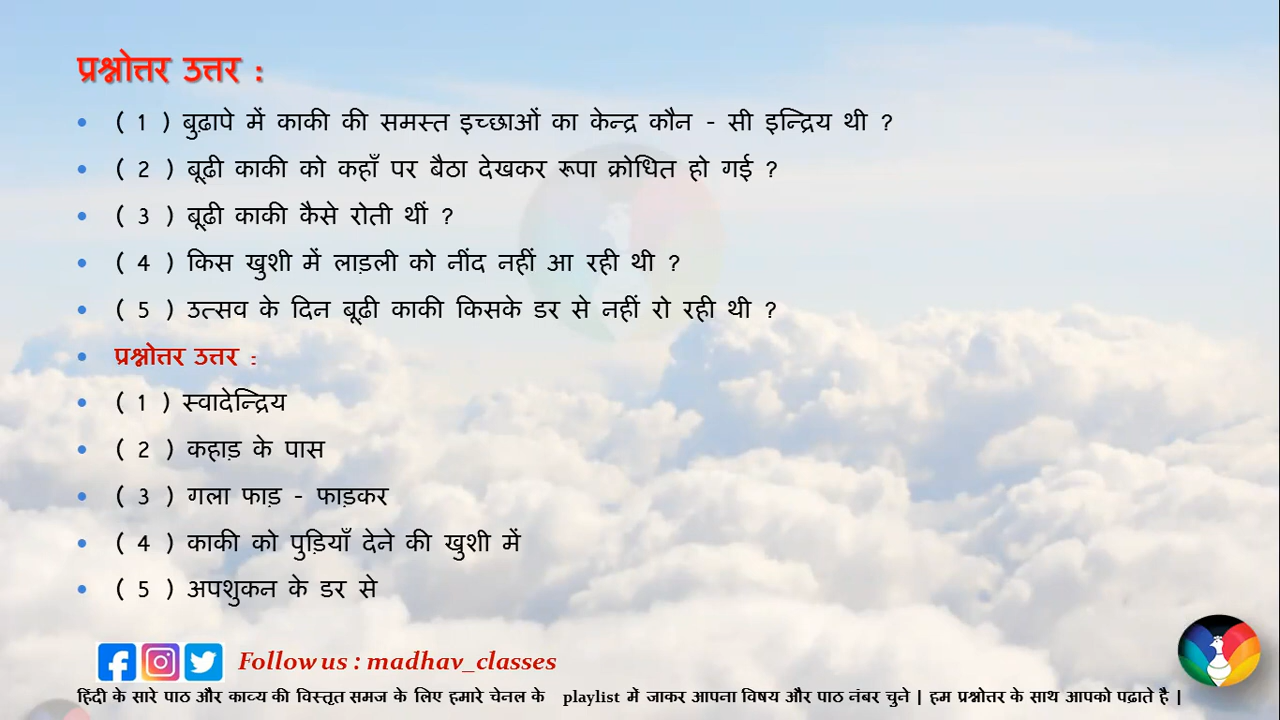 प्रश्नोत्तर उत्तर :
( 1 ) बुढ़ापे में काकी की समस्त इच्छाओं का केन्द्र कौन - सी इन्द्रिय थी ?
( 2 ) बूढ़ी काकी को कहाँ पर बैठा देखकर रूपा क्रोधित हो गई ?
( 3 ) बूढ़ी काकी कैसे रोती थीं ?
( 4 ) किस खुशी में लाड़ली को नींद नहीं आ रही थी ?
( 5 ) उत्सव के दिन बूढ़ी काकी किसके डर से नहीं रो रही थी ?
प्रश्नोत्तर उत्तर :
( 1 ) स्वादेन्द्रिय
( 2 ) कहाड़ के पास
( 3 ) गला फाड़ - फाड़कर
( 4 ) काकी को पुड़ियाँ देने की खुशी में
( 5 ) अपशुकन के डर से
Follow us : madhav_classes
हिंदी के सारे पाठ और काव्य की विस्तृत समज के लिए हमारे चेनल के playlist में जाकर आपना विषय और पाठ नंबर चुने | हम प्रश्नोत्तर के साथ आपको पढ़ाते है |